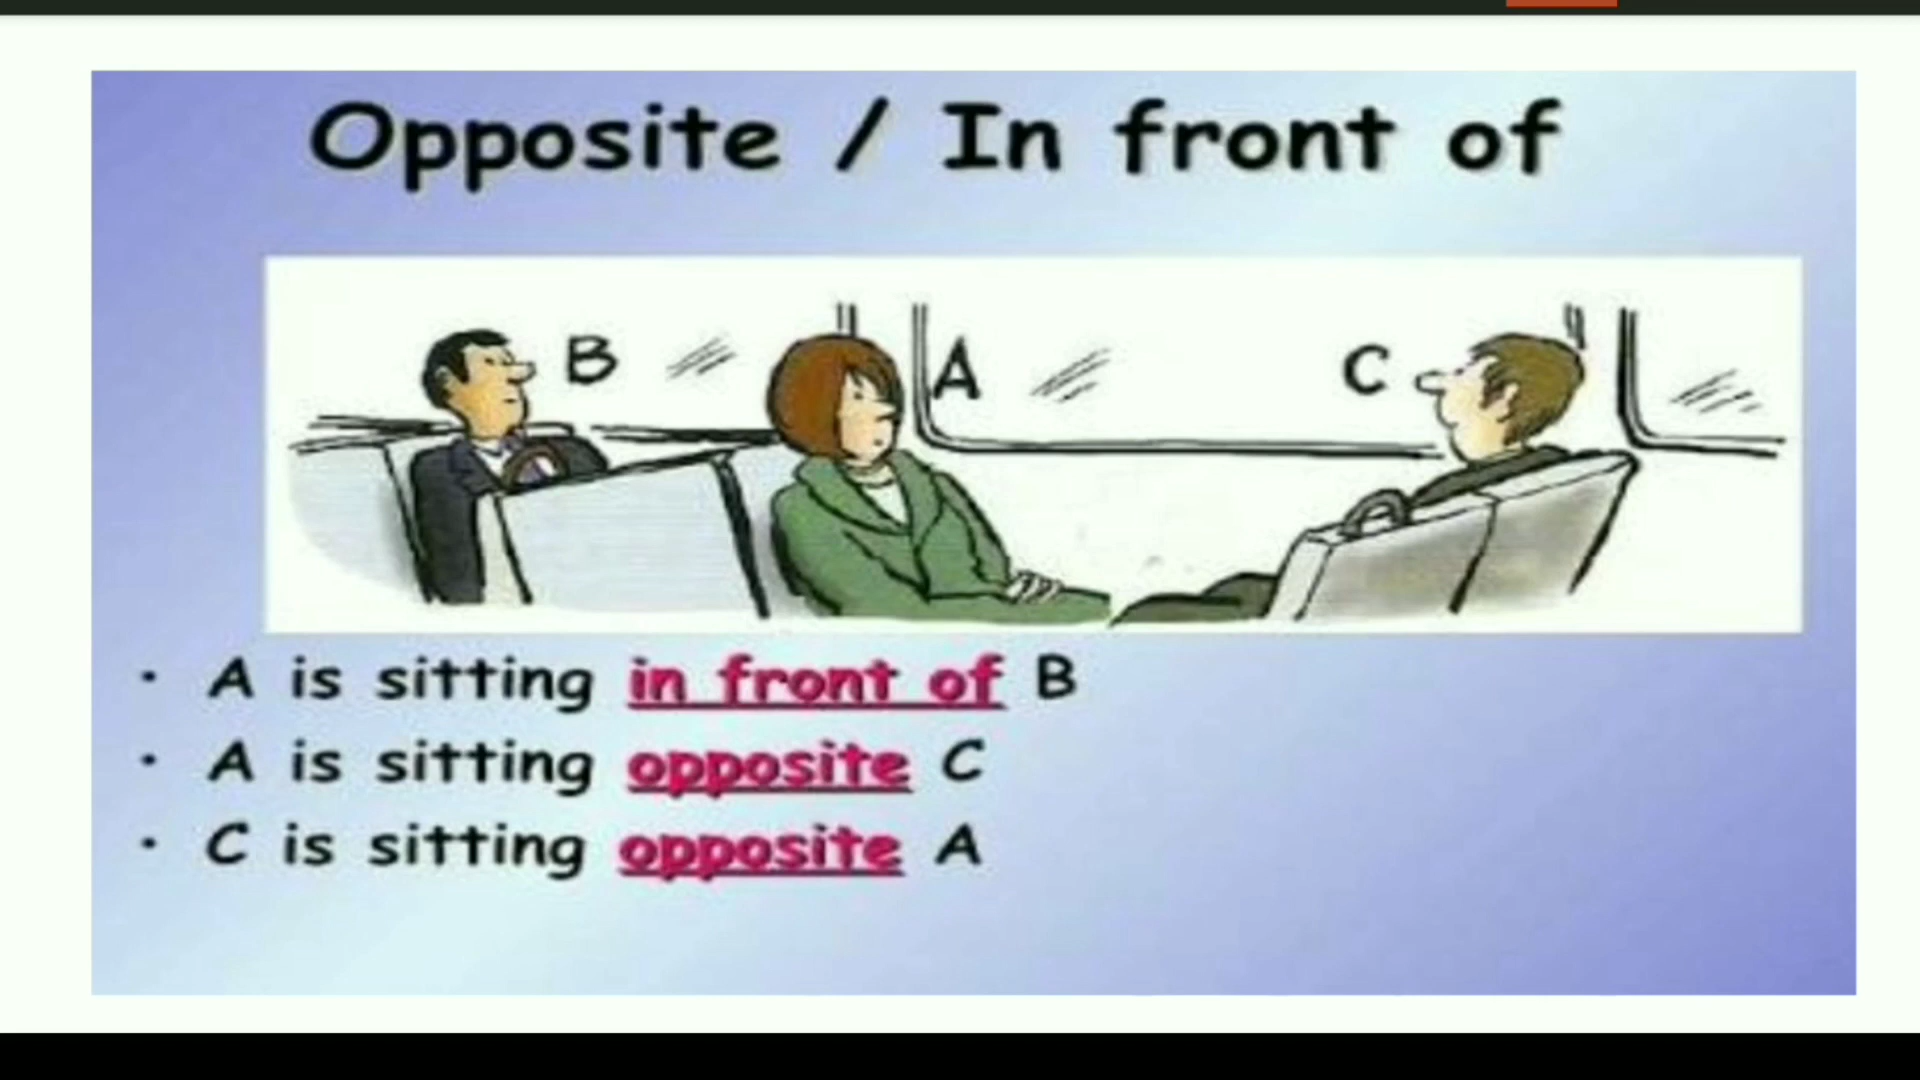 Opposite / In front of
B A C
• A is sitting in front of B
• A is sitting opposite C
• C is sitting opposite A